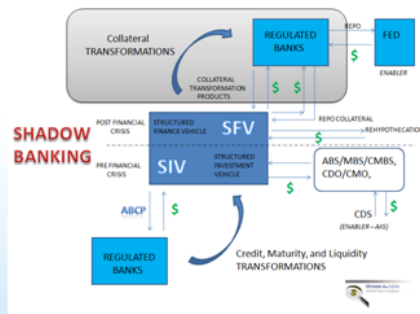 Collateral
TRANSFORMATIONS
REGULATED
BANKS
REPO
$
FED
ENABLER
COLLATERAL
TRANSFORMATION
PRODUCTS
$ $
SHADOW
BANKING
POST FINANCIAL
CRISIS
STRUCTURED
FINANCE VEHICLE
SFV
REPO COLLATERAL
REHYPOTHECATION
$
PRE FINANCIAL
CRISIS
SIV
STRUCTURED
INVESTMENT
VEHICLE
$
ABS/MBS/CMBS,
CDO/CMO,
ABCP
$
CDS
$
(ENABLER – AIG)
REGULATED
BANKS
Credit, Maturity, and Liquidity
TRANSFORMATIONS